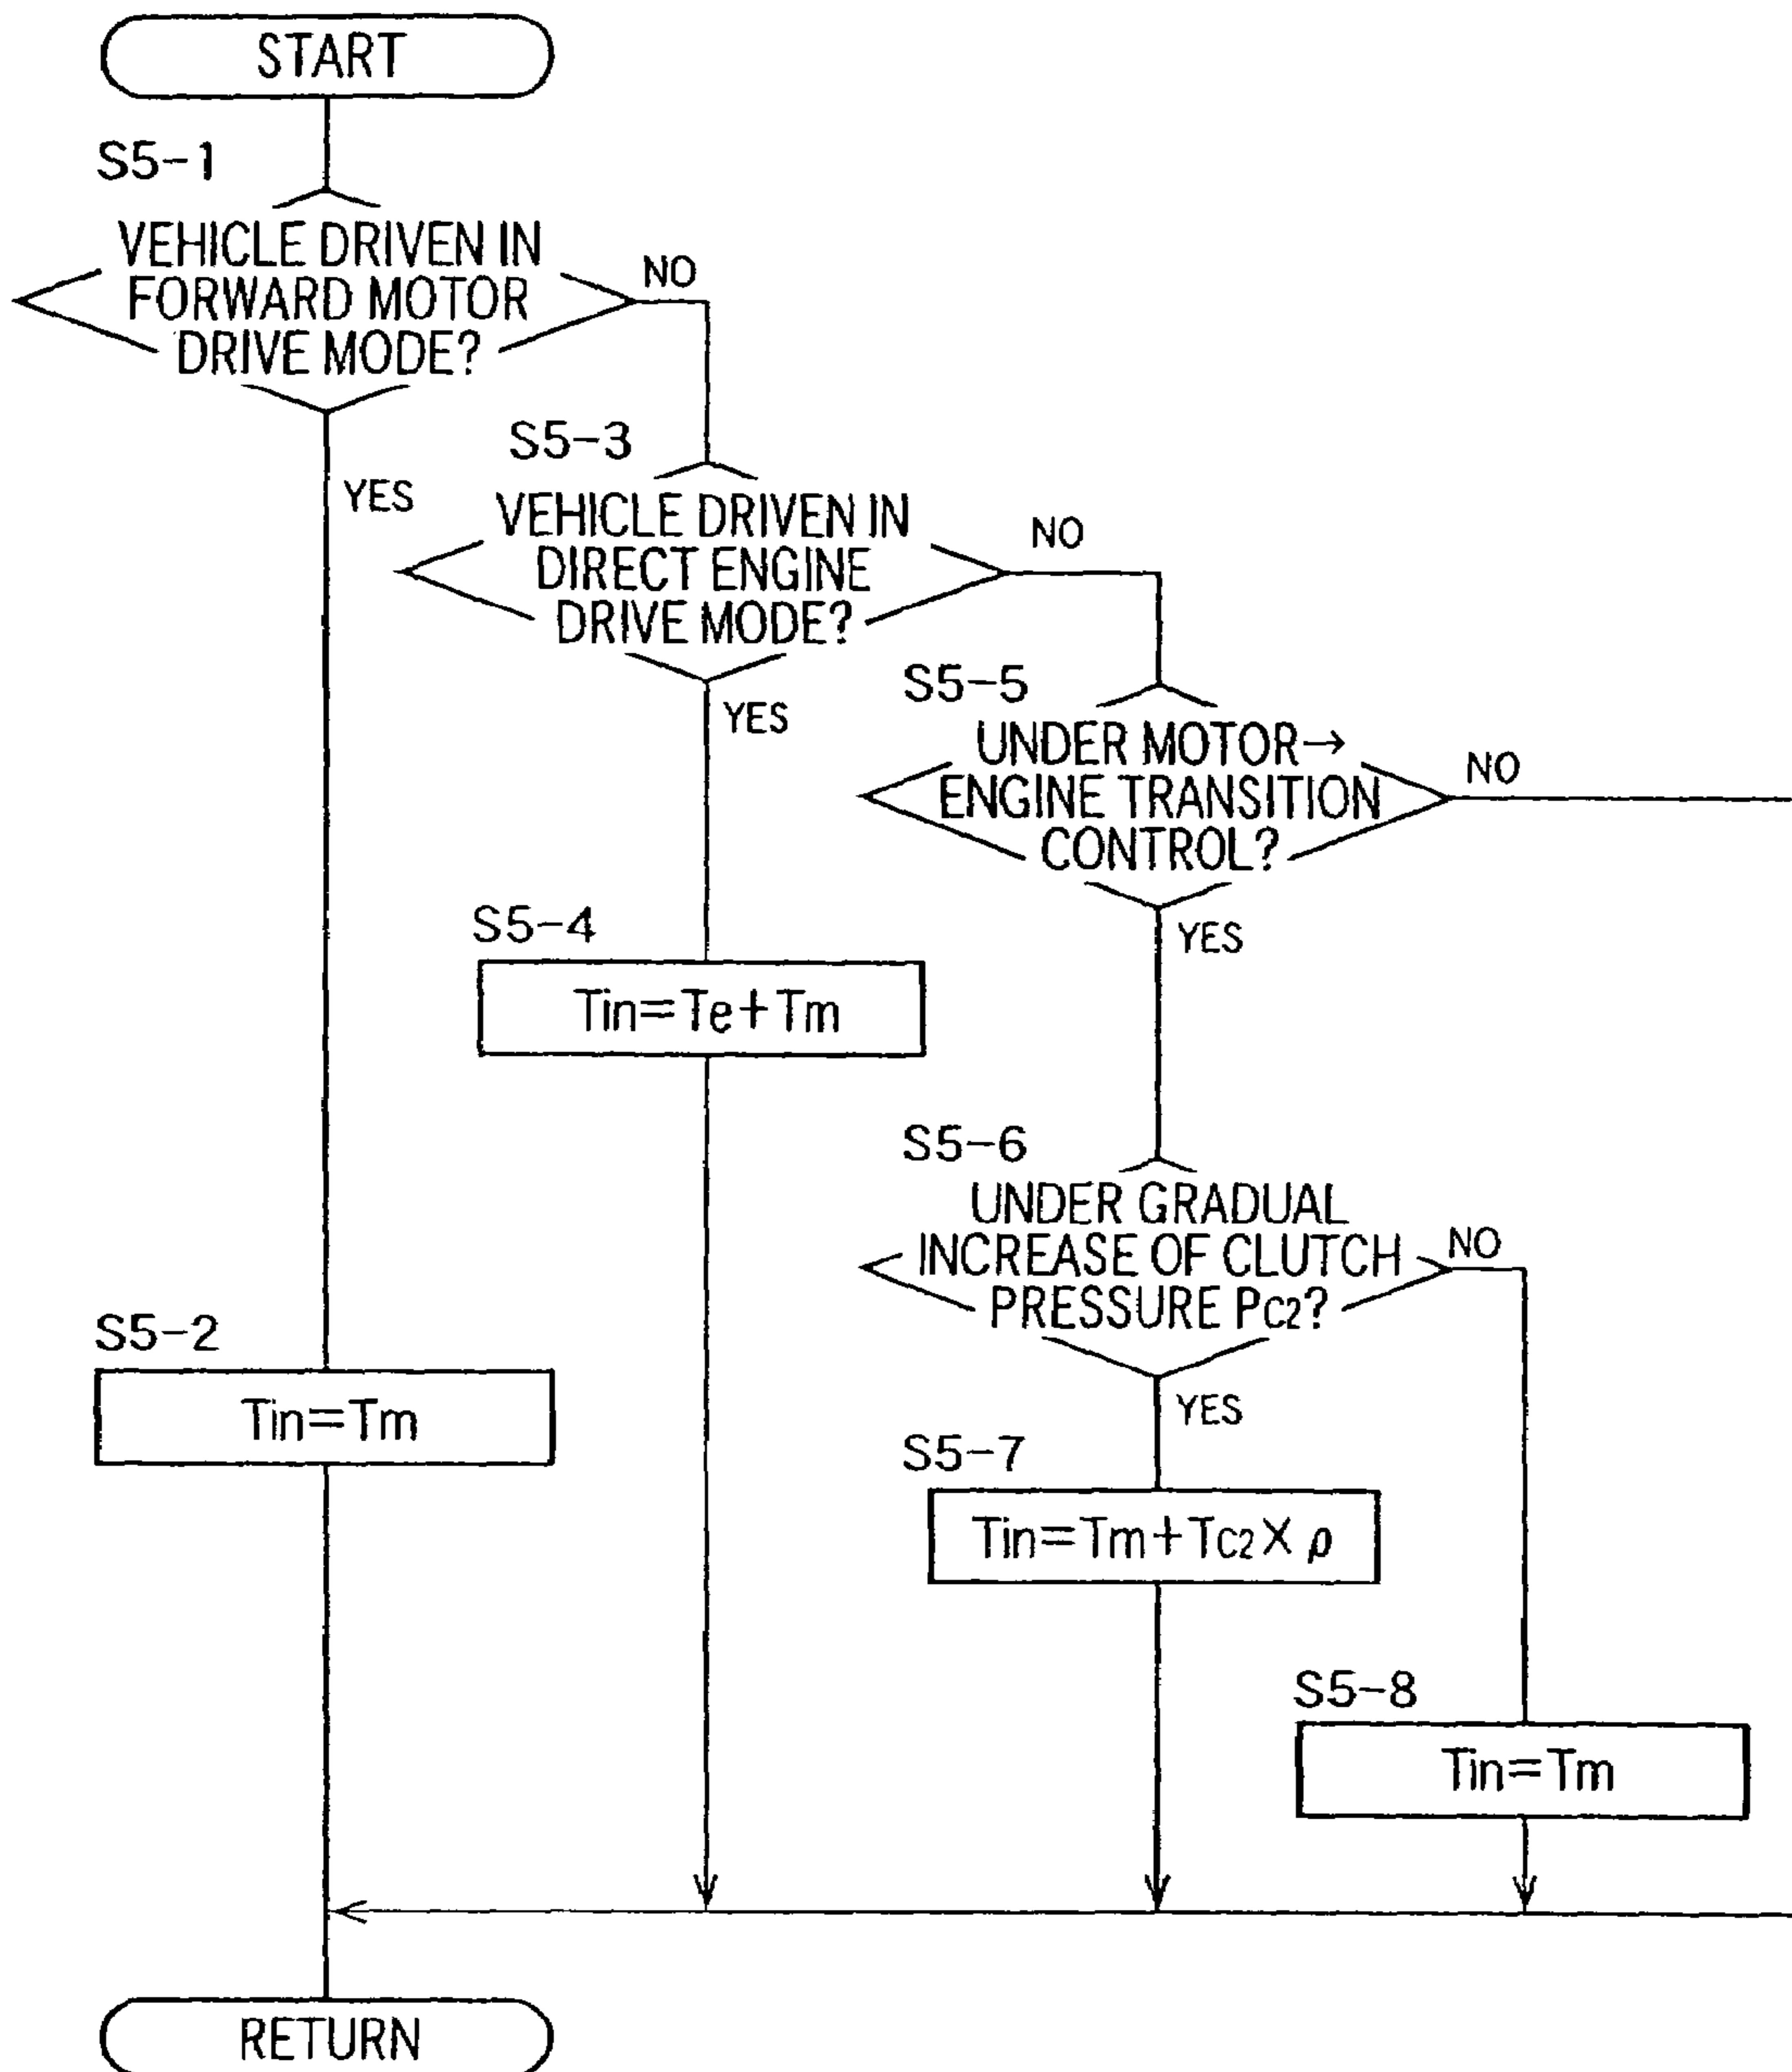 START
S5-1
VEHICLE DRIVEN IN
FORWARD MOTOR
DRIVE MODE?
NO
YES
S5-3
VEHICLE DRIVEN IN
DIRECT ENGINE
DRIVE MODE?
NO
YES
S5-5
UNDER MOTOR→
ENGINE TRANSITION
CONTROL?
NO
YES
S5-4
Tin=Te+Tm
S5-6
UNDER GRADUAL
INCREASE OF CLUTCH
PRESSURE PC2?
NO
YES
S5-2
Tin=Tm
S5-7
Tin=Tm+TC2×ρ
S5-8
Tin=Tm
RETURN